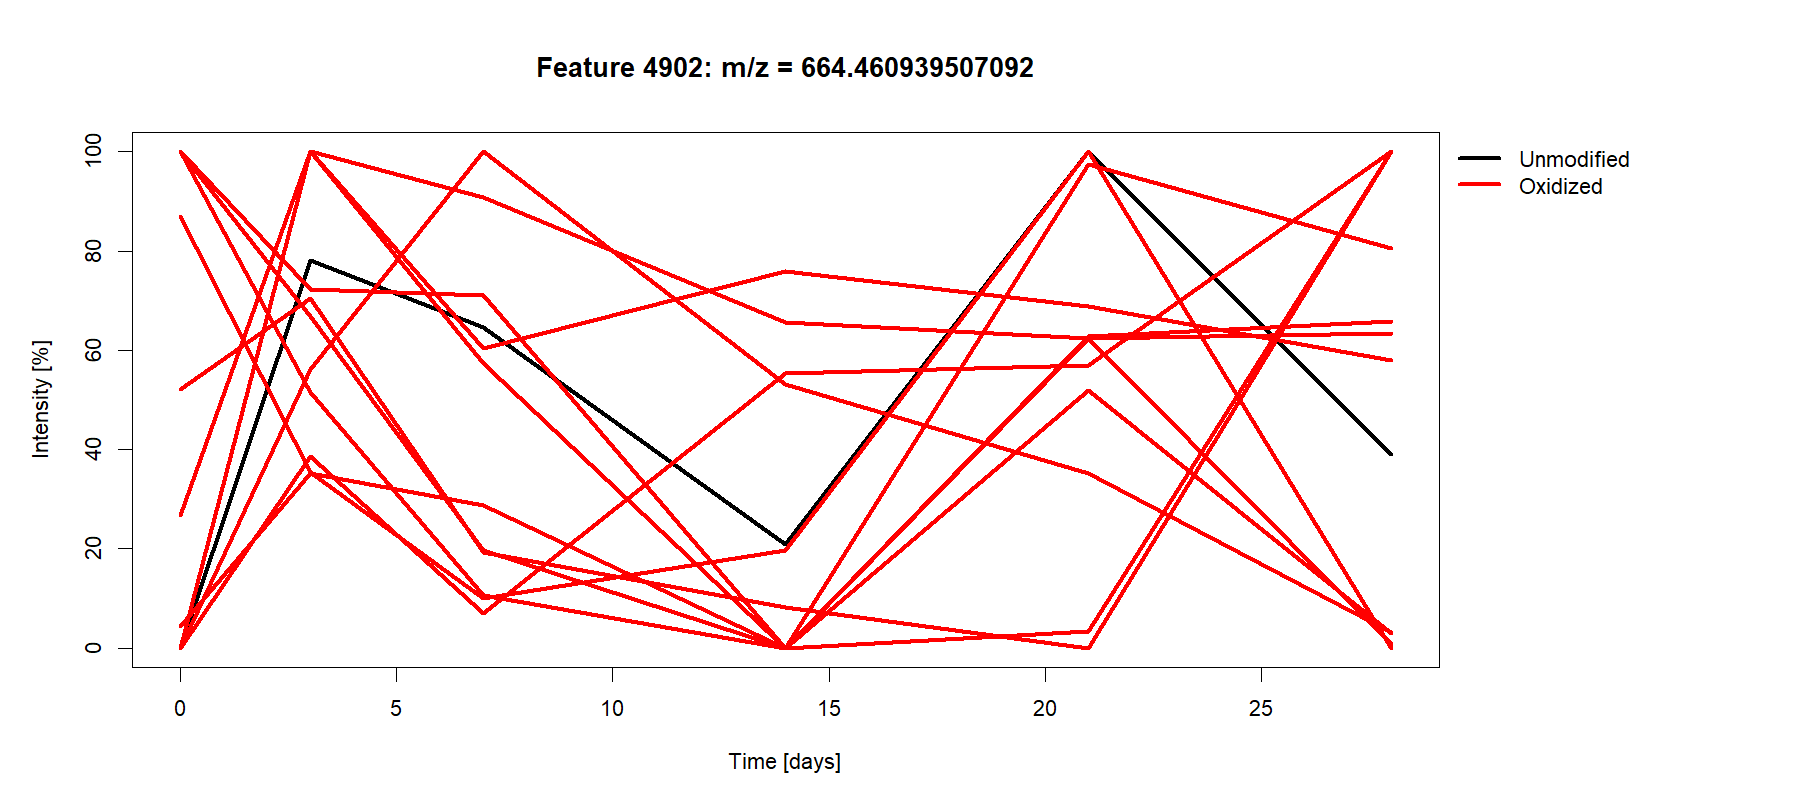 Feature 4902: m/z = 664.460939507092
Unmodified
Oxidized
Intensity [%]
100
80
60
40
20
0
0 5 10 15 20 25
Time [days]